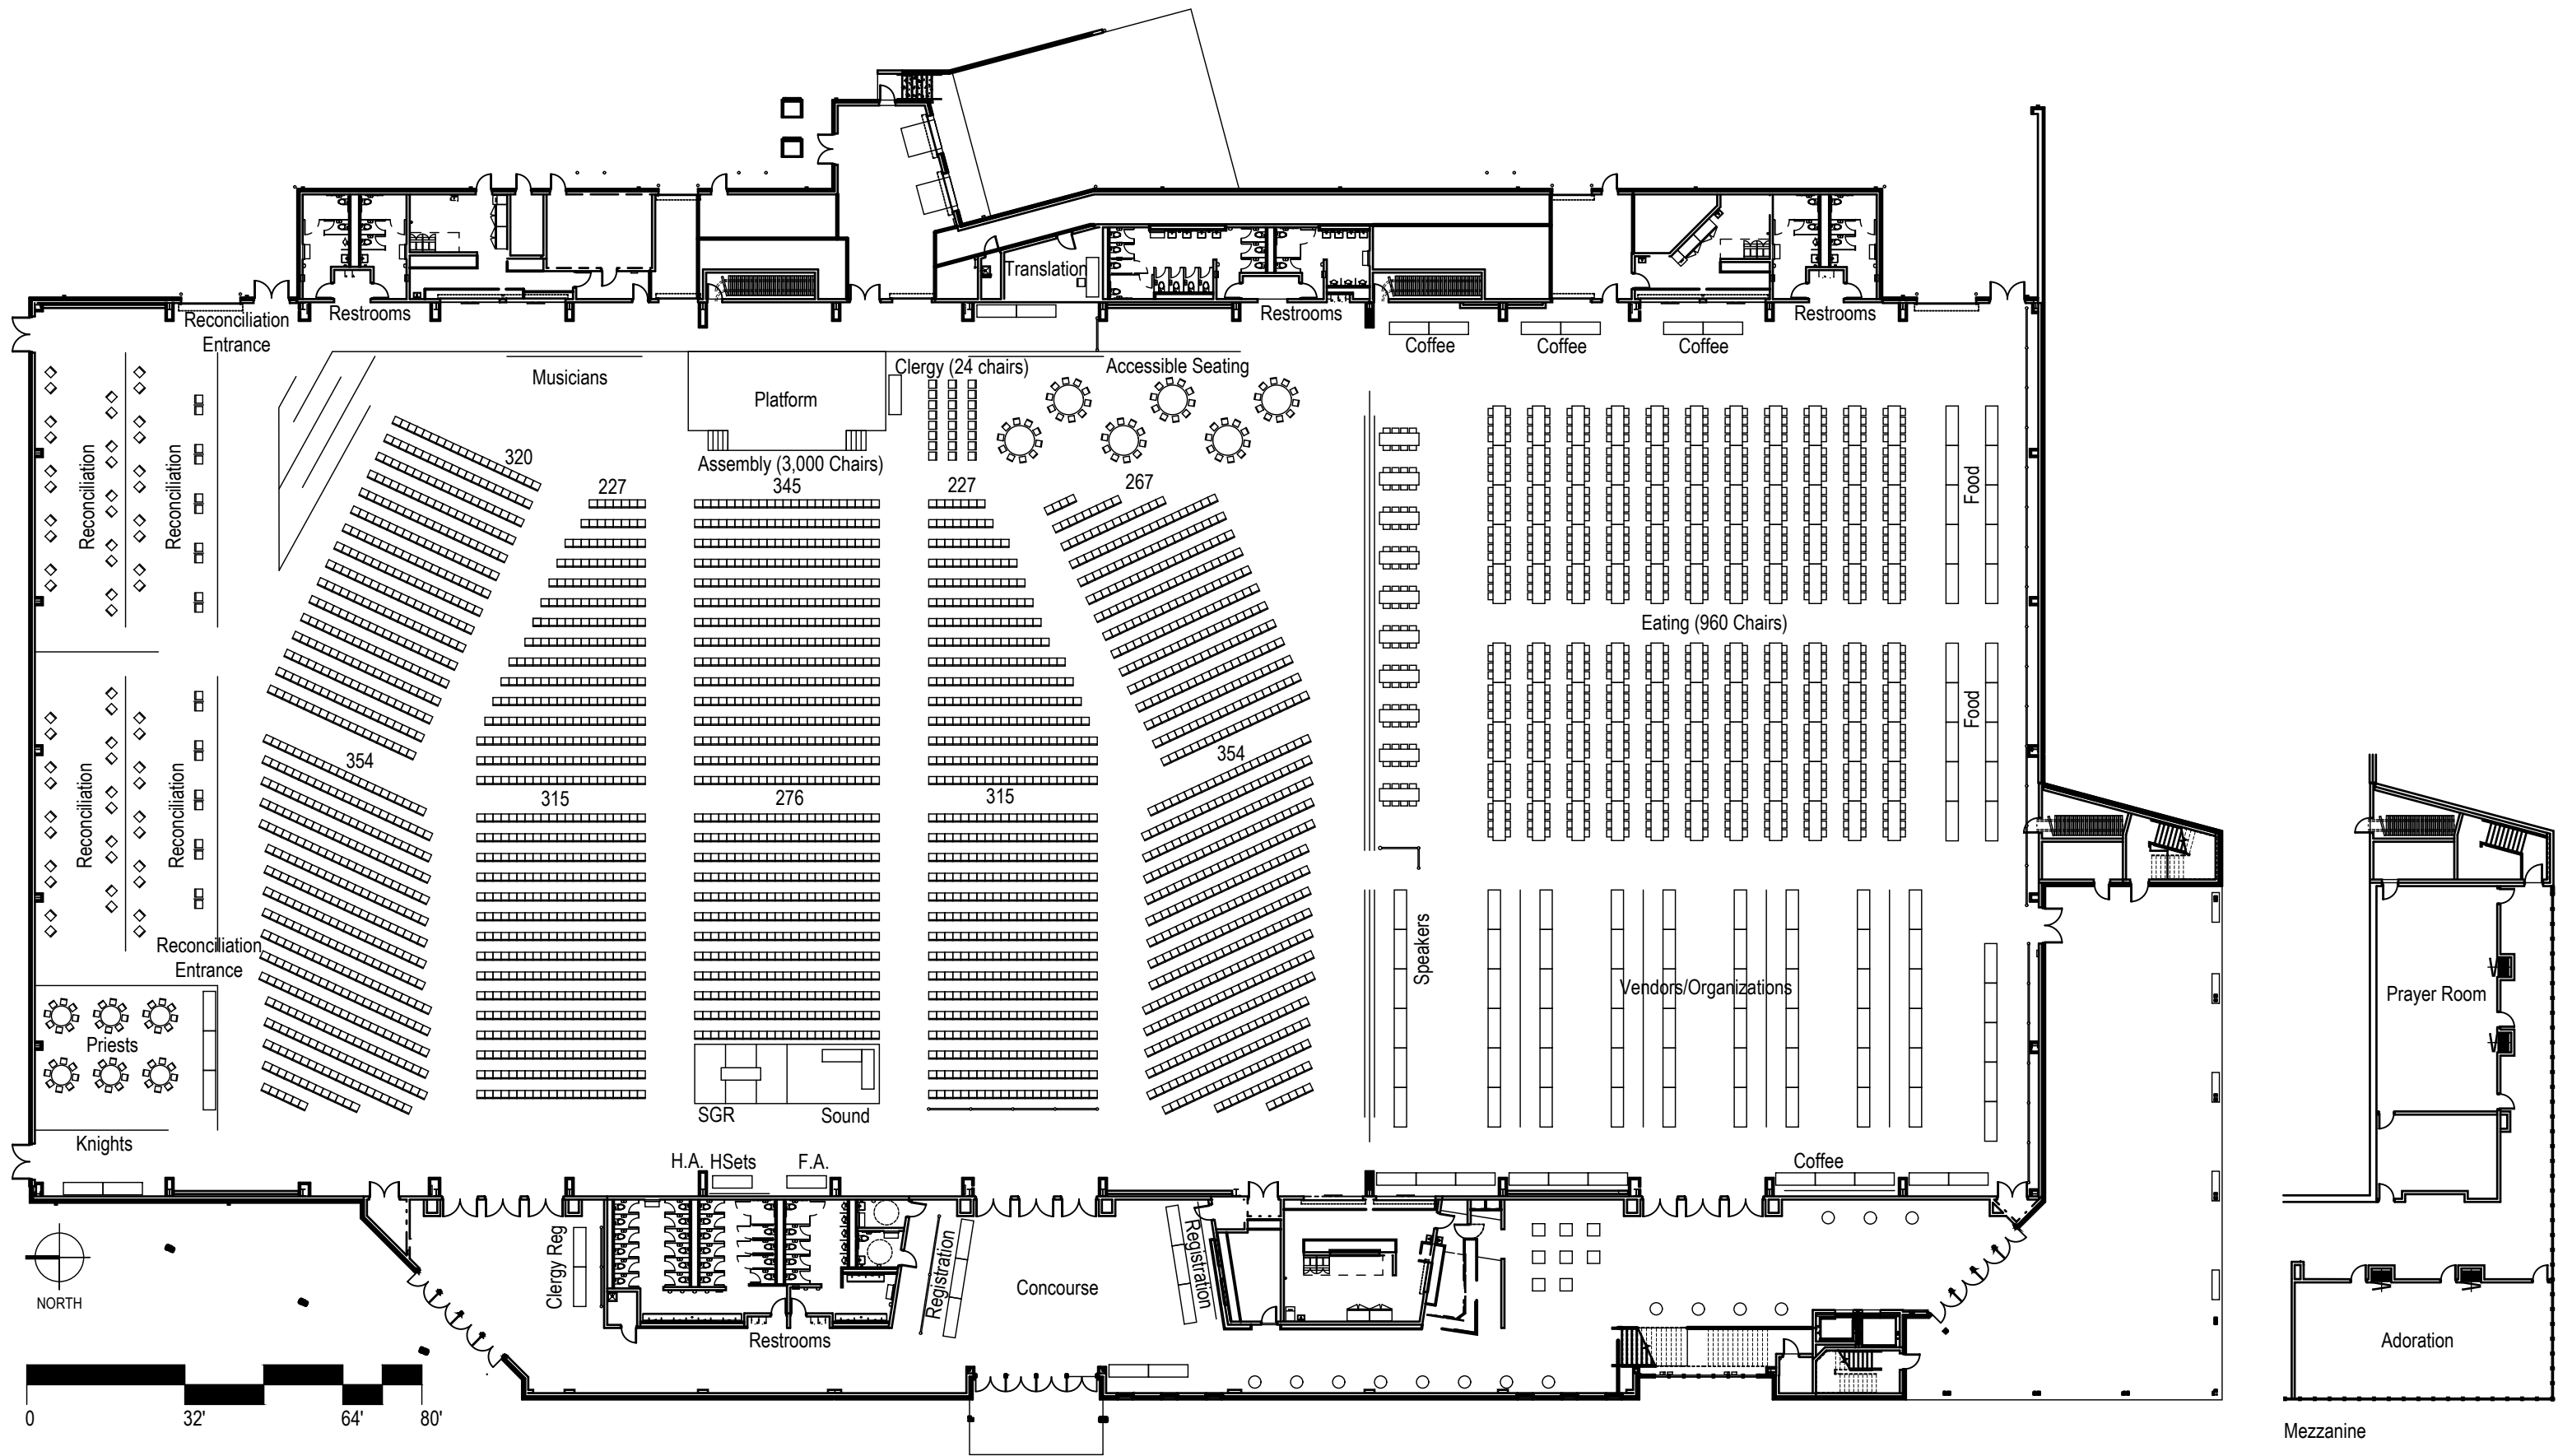 Translation
Reconciliation
Entrance
Restrooms
Restrooms
Restrooms
Coffee
Coffee
Coffee
Musicians
Clergy (24 chairs)
Accessible Seating
Platform
Assembly (3,000 Chairs)
320
227
345
227
267
Reconciliation
Reconciliation
Food
Eating (960 Chairs)
Food
354
354
315
276
315
Reconciliation
Reconciliation
Reconciliation
Entrance
Speakers
Vendors/Organizations
Prayer Room
Priests
SGR
Sound
Knights
H.A.
HSets
F.A.
Coffee
Clergy Reg
Registration
Concourse
Registration
Restrooms
NORTH
Adoration
0
32'
64'
80'
Mezzanine